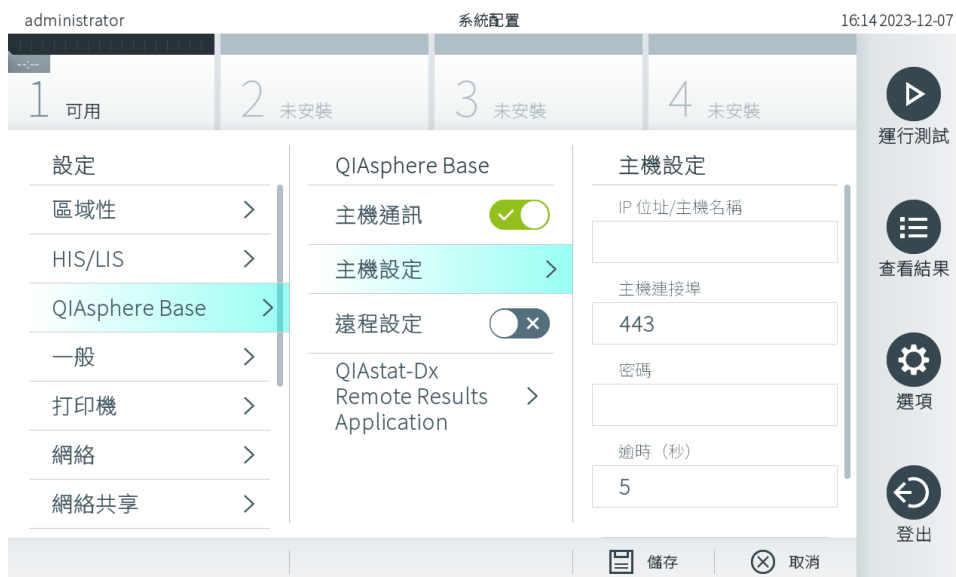 administrator
系統配置
16:14 2023-12-07
--:--
1 可用
2 未安裝
3 未安裝
4 未安裝
運行測試
查看結果
選項
登出
設定
區域性
HIS/LIS
QIAsphere Base
一般
打印機
網絡
網絡共享
QIAsphere Base
主機通訊
主機設定
遠程設定
QIAstat-Dx
Remote Results
Application
主機設定
IP 位址/主機名稱
主機連接埠
443
密碼
逾時（秒）
5
儲存
取消